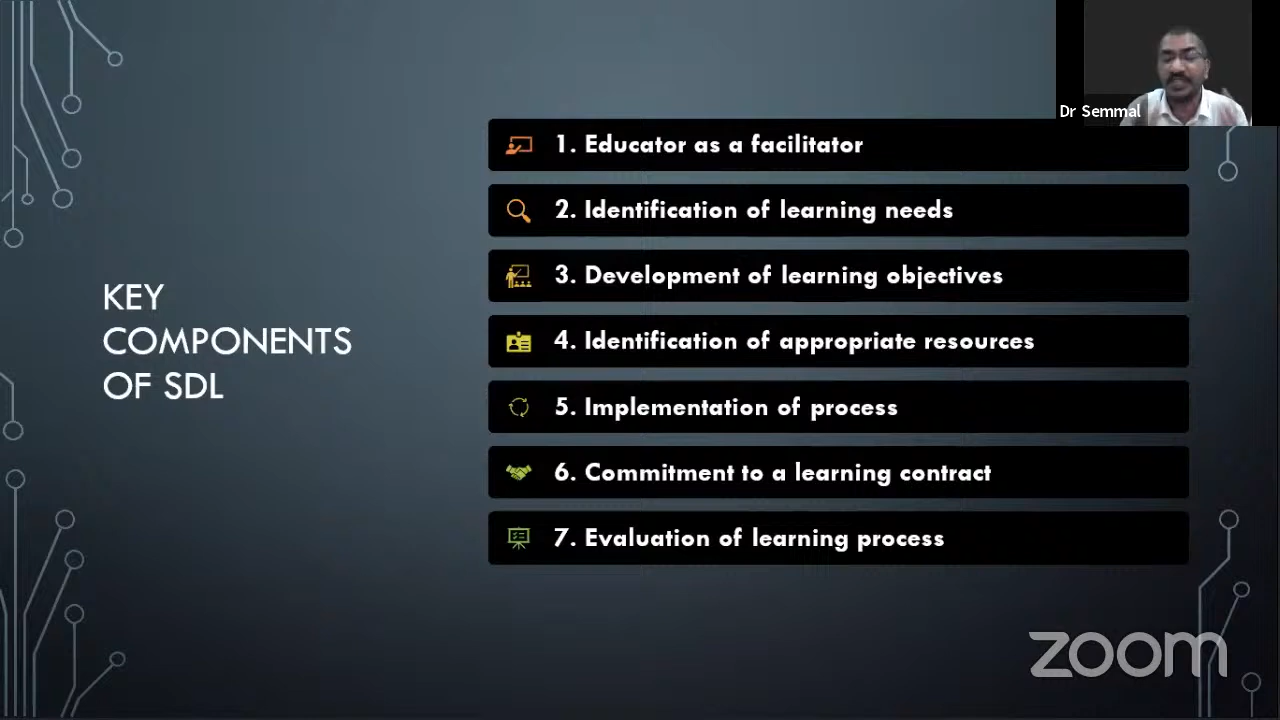 Dr Semmal
KEY
COMPONENTS
OF SDL
1. Educator as a facilitator
2. Identification of learning needs
3. Development of learning objectives
4. Identification of appropriate resources
5. Implementation of process
6. Commitment to a learning contract
7. Evaluation of learning process
zoom